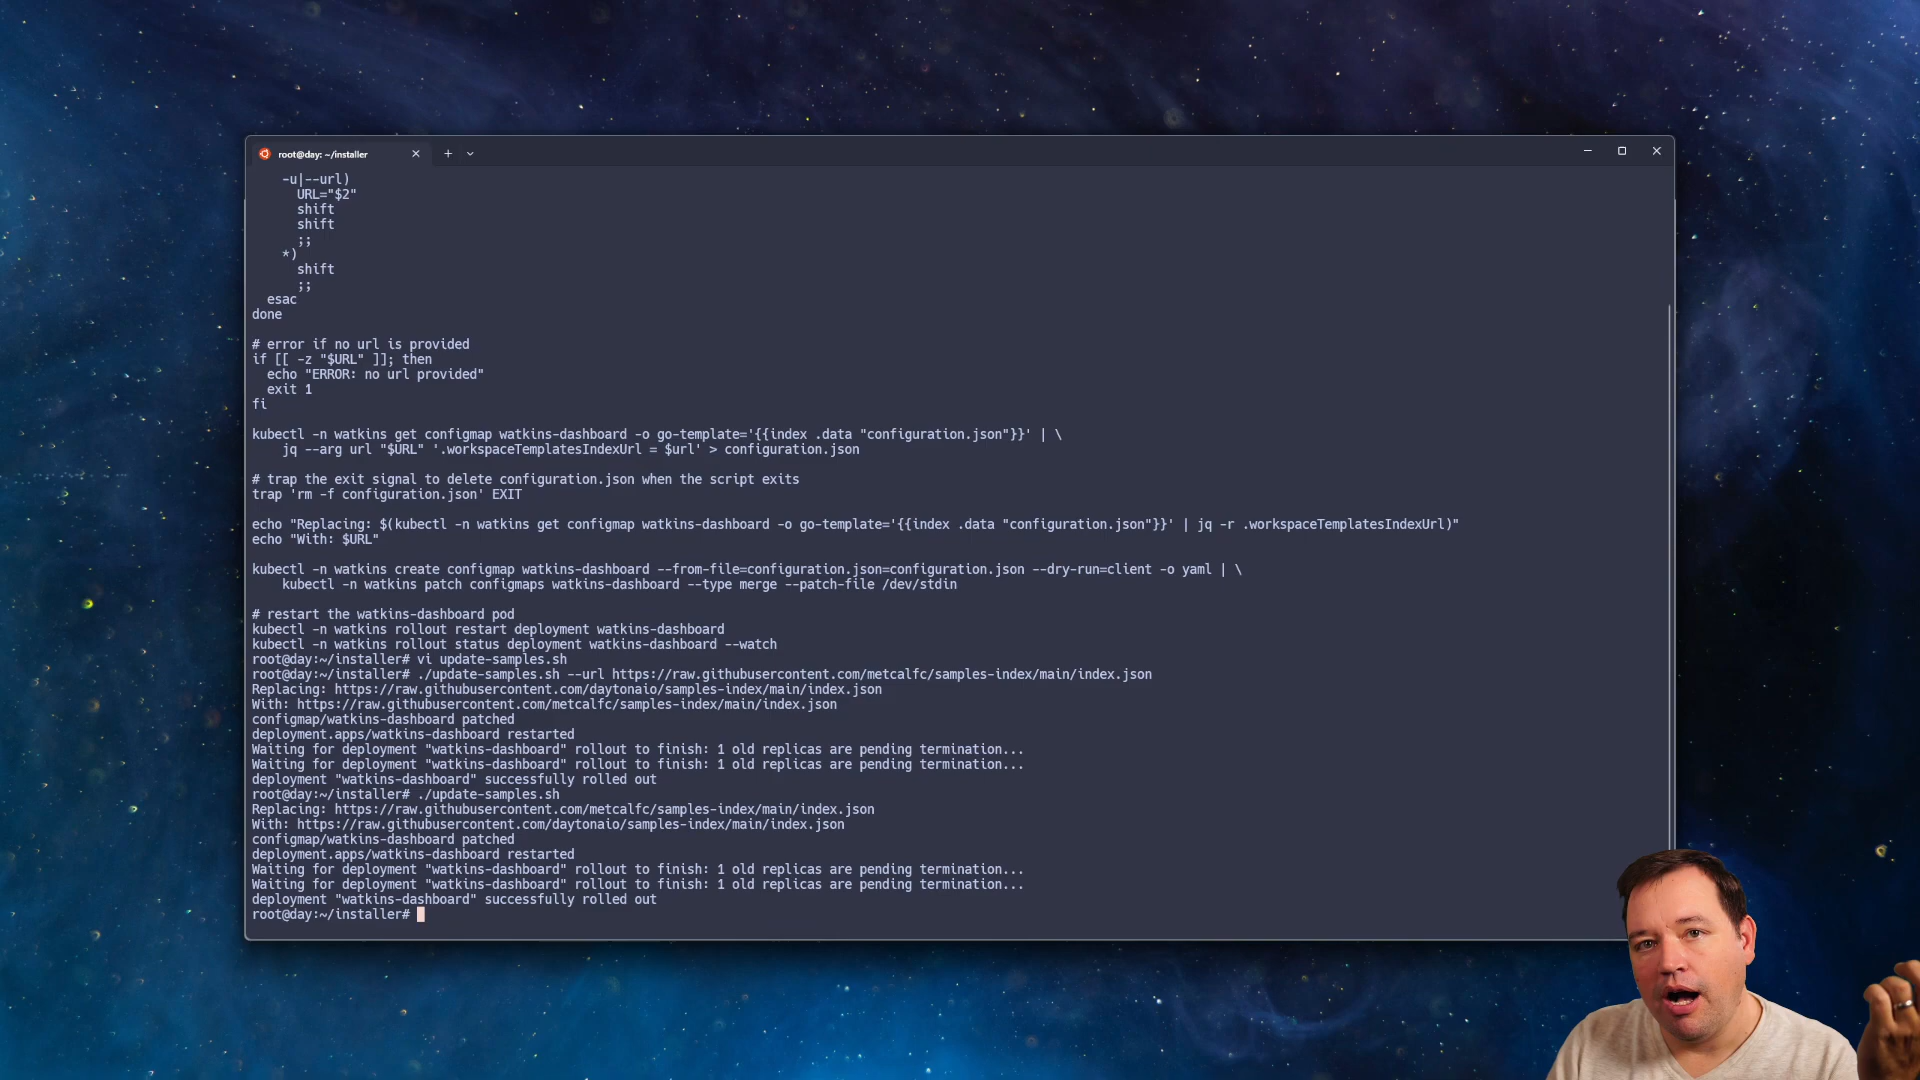 root@day: ~/installer
    -u|--url)
      URL="$2"
      shift
      shift
      ;;
    *)
      shift
      ;;
  esac
done

# error if no url is provided
if [[ -z "$URL" ]]; then
  echo "ERROR: no url provided"
  exit 1
fi

kubectl -n watkins get configmap watkins-dashboard -o go-template='{{index .data "configuration.json"}}' | \
    jq --arg url "$URL" '.workspaceTemplatesIndexUrl = $url' > configuration.json

# trap the exit signal to delete configuration.json when the script exits
trap 'rm -f configuration.json' EXIT

echo "Replacing: $(kubectl -n watkins get configmap watkins-dashboard -o go-template='{{index .data "configuration.json"}}' | jq -r .workspaceTemplatesIndexUrl)"
echo "With: $URL"

kubectl -n watkins create configmap watkins-dashboard --from-file=configuration.json=configuration.json --dry-run=client -o yaml | \
    kubectl -n watkins patch configmaps watkins-dashboard --type merge --patch-file /dev/stdin

# restart the watkins-dashboard pod
kubectl -n watkins rollout restart deployment watkins-dashboard
kubectl -n watkins rollout status deployment watkins-dashboard --watch
root@day:~/installer# vi update-samples.sh
root@day:~/installer# ./update-samples.sh --url https://raw.githubusercontent.com/metcalfc/samples-index/main/index.json
Replacing: https://raw.githubusercontent.com/daytonaio/samples-index/main/index.json
With: https://raw.githubusercontent.com/metcalfc/samples-index/main/index.json
configmap/watkins-dashboard patched
deployment.apps/watkins-dashboard restarted
Waiting for deployment "watkins-dashboard" rollout to finish: 1 old replicas are pending termination...
Waiting for deployment "watkins-dashboard" rollout to finish: 1 old replicas are pending termination...
deployment "watkins-dashboard" successfully rolled out
root@day:~/installer# ./update-samples.sh
Replacing: https://raw.githubusercontent.com/metcalfc/samples-index/main/index.json
With: https://raw.githubusercontent.com/daytonaio/samples-index/main/index.json
configmap/watkins-dashboard patched
deployment.apps/watkins-dashboard restarted
Waiting for deployment "watkins-dashboard" rollout to finish: 1 old replicas are pending termination...
Waiting for deployment "watkins-dashboard" rollout to finish: 1 old replicas are pending termination...
deployment "watkins-dashboard" successfully rolled out
root@day:~/installer#